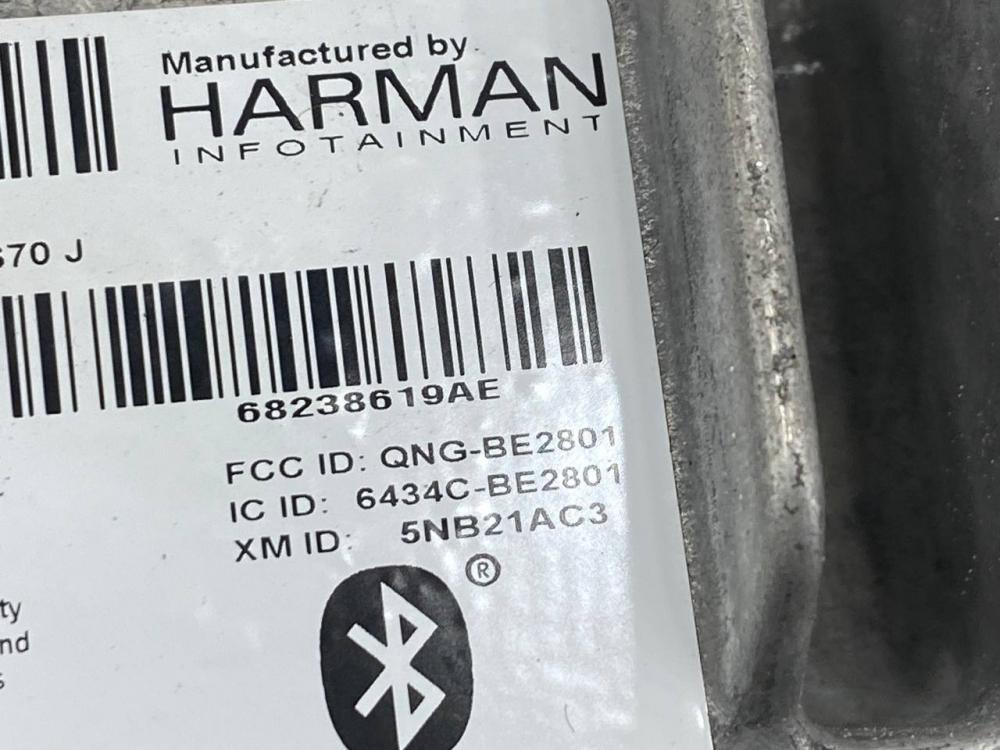 Manufactured by
HARMAN
INFOTAINMENT
70 J
68238619AE
FCC ID: QNG-BE2801
IC ID: 6434C-BE2801
XM ID: 5NB21AC3
®
ty
nd
s